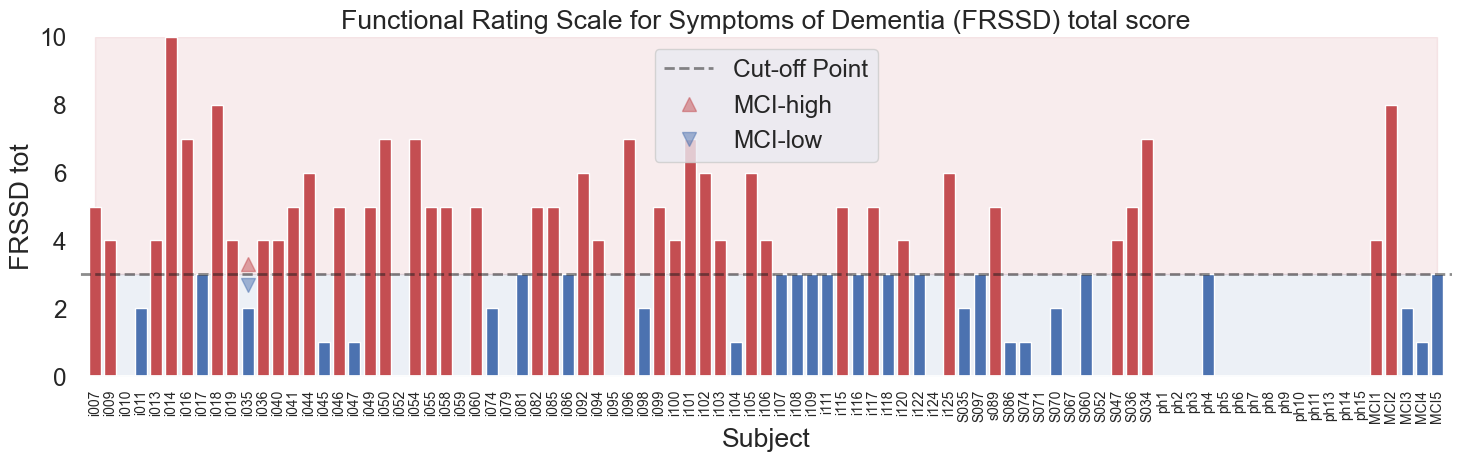 Functional Rating Scale for Symptoms of Dementia (FRSSD) total score
FRSSD tot
10
8
6
4
2
0
Cut-off Point
MCI-high
MCI-low
i007
i009
i010
i011
i013
i014
i016
i017
i018
i019
i035
i036
i040
i041
i044
i045
i046
i047
i049
i050
i052
i054
i055
i058
i059
i060
i074
i079
i081
i082
i085
i086
i092
i094
i095
i096
i098
i099
i100
i101
i102
i103
i104
i105
i106
i107
i108
i109
i111
i115
i116
i117
i118
i120
i122
i124
i125
S035
S097
s089
S086
S074
S071
S070
S067
S060
S052
S047
S036
S034
ph1
ph2
ph3
ph4
ph5
ph6
ph7
ph8
ph9
ph10
ph11
ph13
ph14
ph15
MCI1
MCI2
MCI3
MCI4
MCI5
Subject